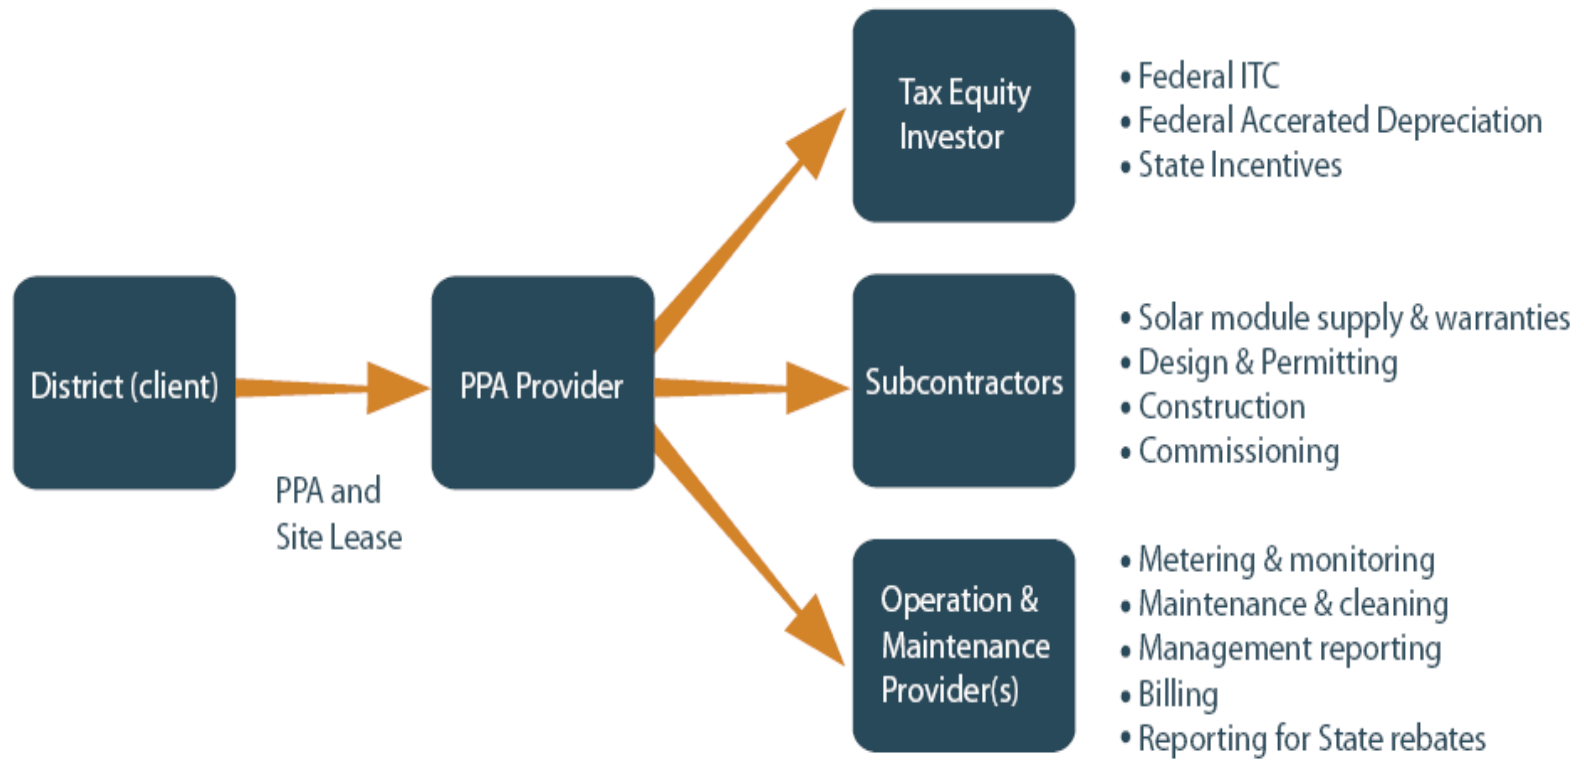 Tax Equity
Investor
• Federal ITC
• Federal Accerated Depreciation
• State Incentives
District (client)
PPA and
Site Lease
PPA Provider
Subcontractors
• Solar module supply & warranties
• Design & Permitting
• Construction
• Commissioning
Operation &
Maintenance
Provider(s)
• Metering & monitoring
• Maintenance & cleaning
• Management reporting
• Billing
• Reporting for State rebates